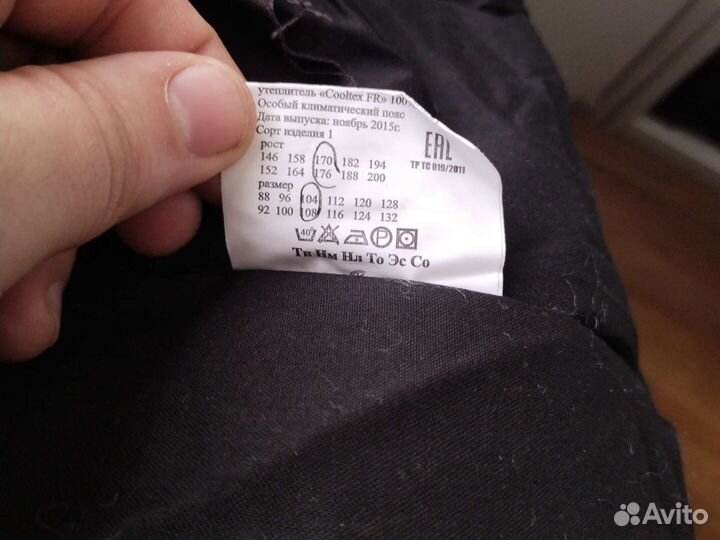 утеплитель «Cooltex FR» 100
Особый климатический пояс
Дата выпуска: ноябрь 2015г.
Сорт изделия 1
рост
146 158 170 182 194
152 164 176 188 200
размер
88 96 104 112 120 128
92 100 108 116 124 132
EAC
ТР ТС 019/2011
40
P
Ти Нм Нл То Эс Со
Avito